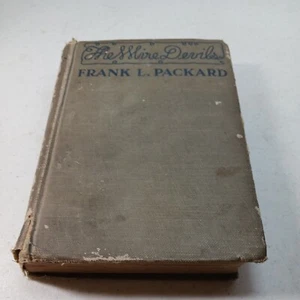 The Wire Devils
FRANK L. PACKARD